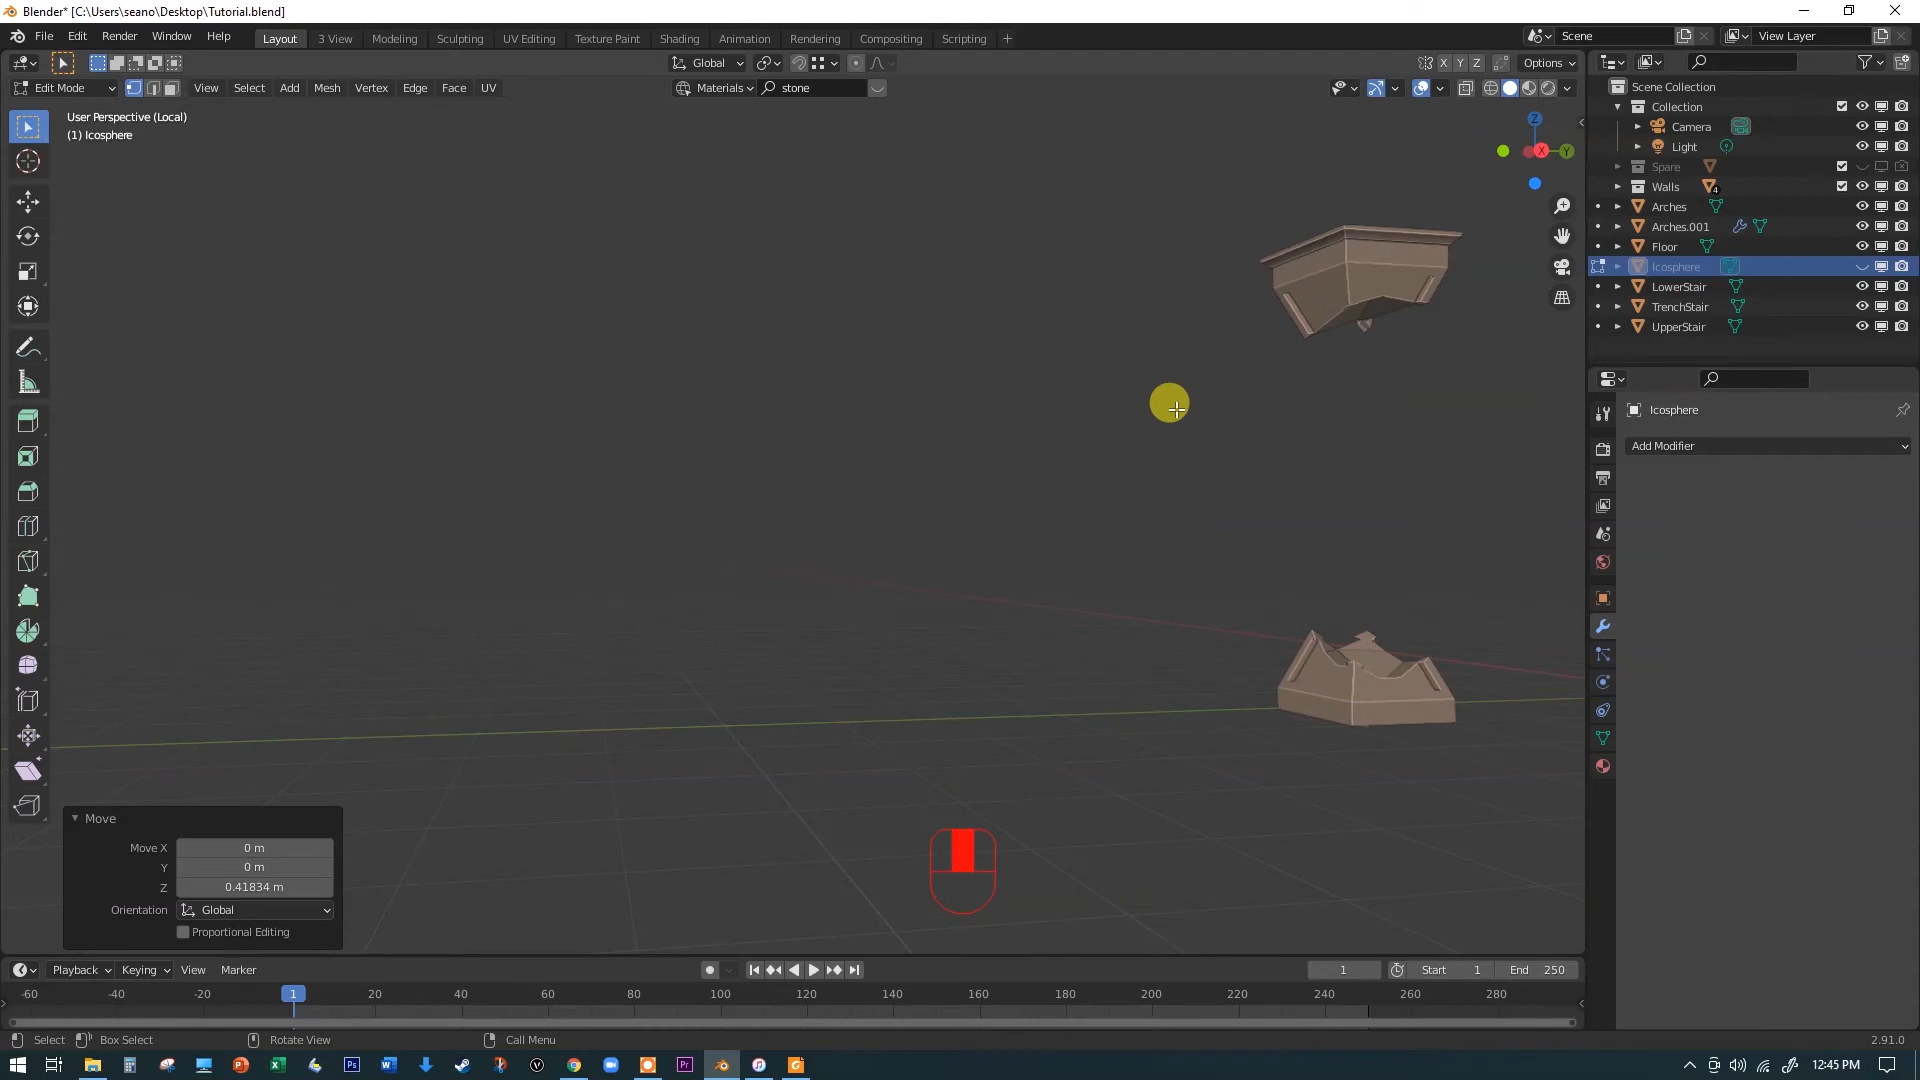 Blender* [C:\Users\seano\Desktop\Tutorial.blend]
File Edit Render Window Help
Layout 3 View Modeling Sculpting UV Editing Texture Paint Shading Animation Rendering Compositing Scripting +
Scene View Layer
Global X Y Z Options
Edit Mode View Select Add Mesh Vertex Edge Face UV Materials stone
User Perspective (Local)
(1) Icosphere
Z
X
Y
Scene Collection
Collection
Camera
Light
Spare
Walls 4
Arches
Arches.001
Floor
Icosphere
LowerStair
TrenchStair
UpperStair
Icosphere
Add Modifier
Move
Move X 0 m
Y 0 m
Z 0.41834 m
Orientation Global
Proportional Editing
Playback Keying View Marker 1 Start 1 End 250
-60 -40 -20 1 20 40 60 80 100 120 140 160 180 200 220 240 260 280
Select Box Select Rotate View Call Menu 2.91.0
12:45 PM